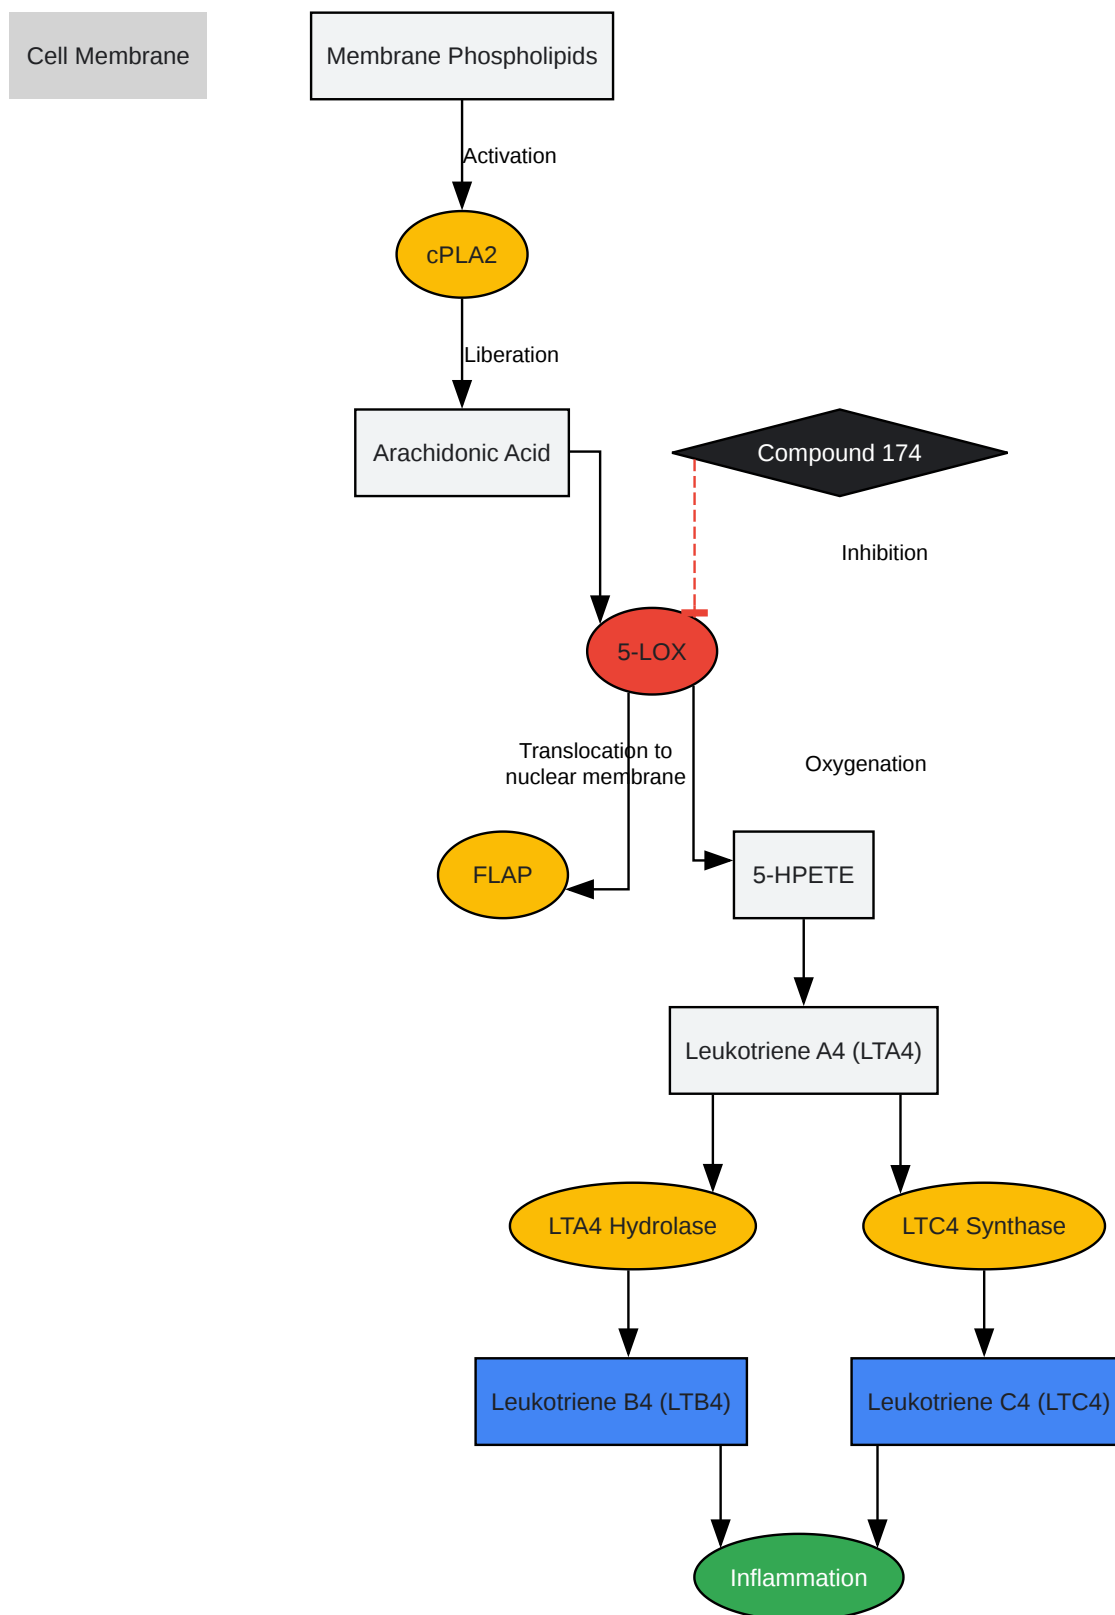 Cell Membrane
Membrane Phospholipids
Activation
cPLA2
Liberation
Arachidonic Acid
Compound 174
Inhibition
5-LOX
Translocation to
nuclear membrane
Oxygenation
FLAP
5-HPETE
Leukotriene A4 (LTA4)
LTA4 Hydrolase
LTC4 Synthase
Leukotriene B4 (LTB4)
Leukotriene C4 (LTC4)
Inflammation